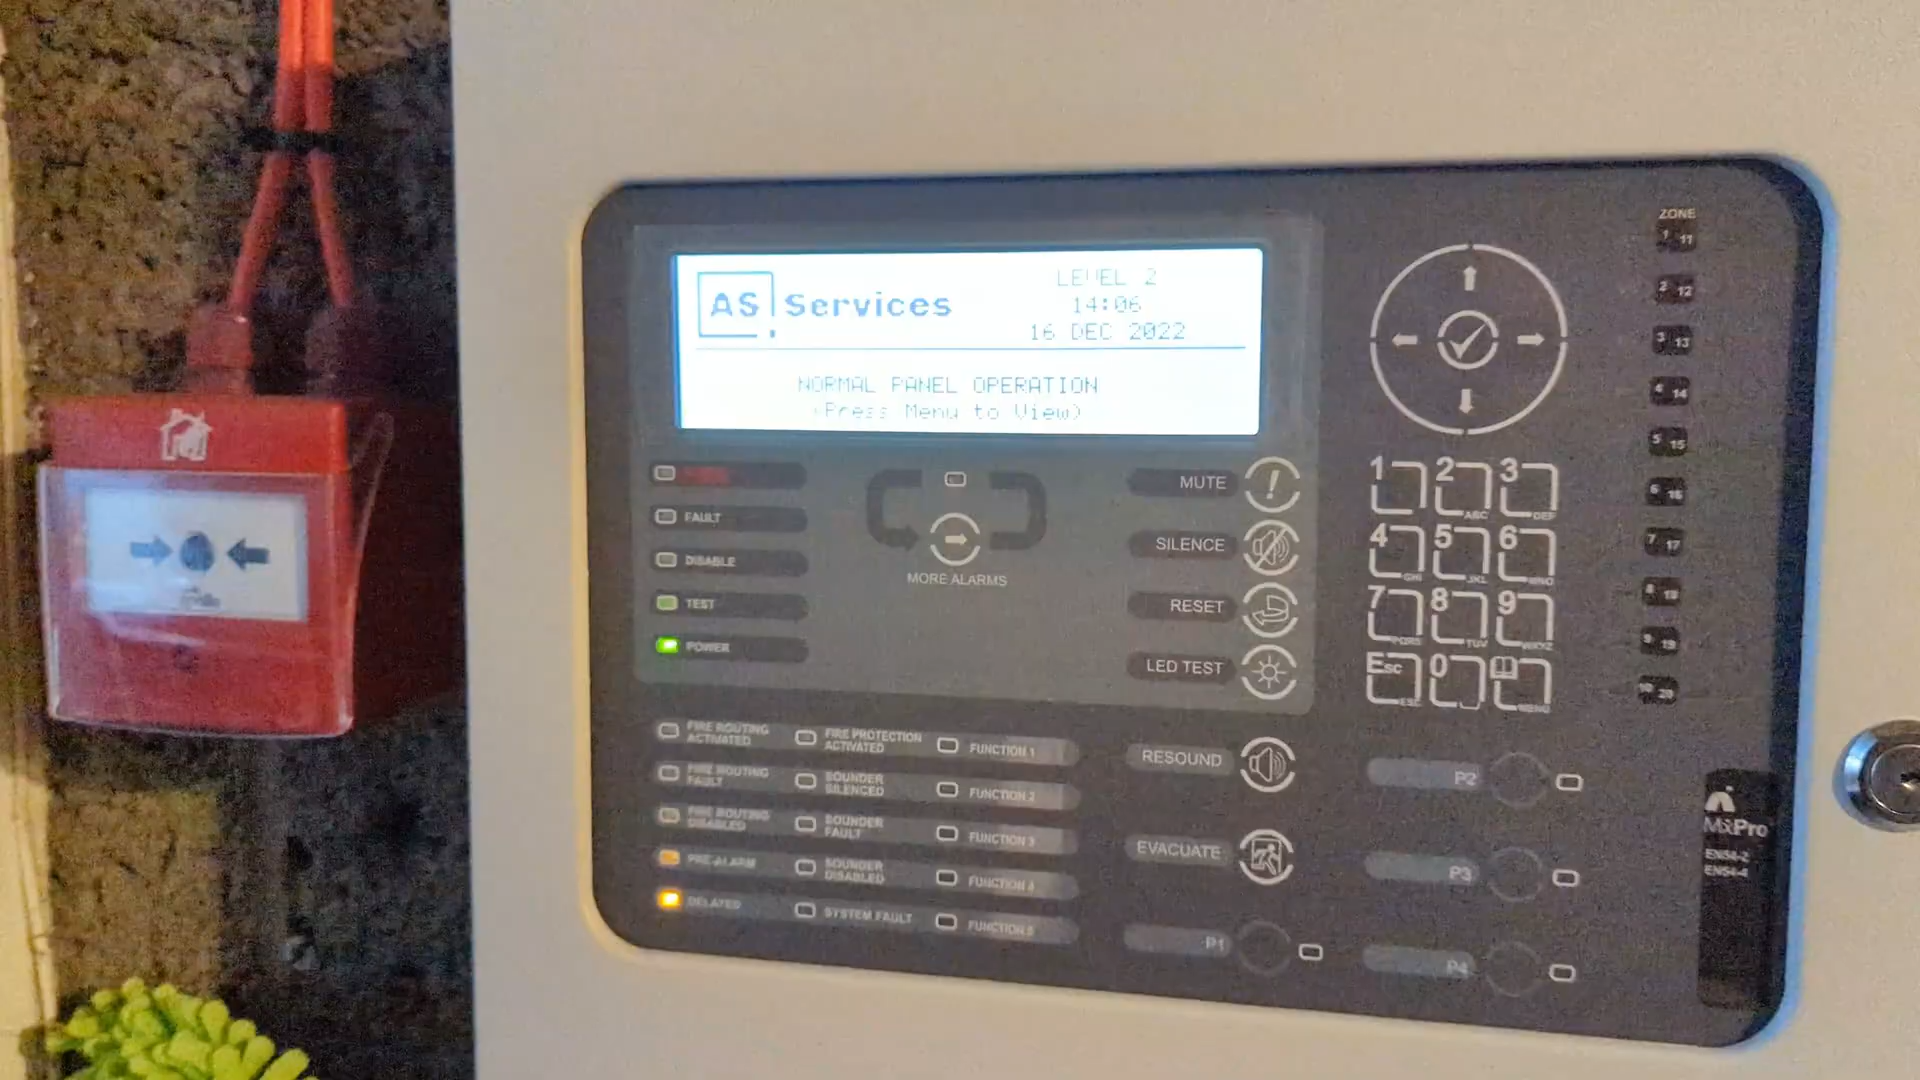 AS Services
LEVEL 2
14:06
16 DEC 2022
NORMAL PANEL OPERATION
(Press Menu to View)
FAULT
DISABLE
TEST
POWER
MORE ALARMS
MUTE
SILENCE
RESET
LED TEST
FIRE ROUTING ACTIVATED
FIRE ROUTING FAULT
FIRE ROUTING DISABLED
PRE-ALARM
DELAYED
FIRE PROTECTION ACTIVATED
SOUNDER SILENCED
SOUNDER FAULT
SOUNDER DISABLED
SYSTEM FAULT
FUNCTION 1
FUNCTION 2
FUNCTION 3
FUNCTION 4
FUNCTION 5
RESOUND
EVACUATE
P1
P2
P3
P4
1
2 ABC
3 DEF
4 GHI
5 JKL
6 MNO
7 PQRS
8 TUV
9 WXYZ
Esc ESC
0
MENU
ZONE
1 11
2 12
3 13
4 14
5 15
6 16
7 17
8 18
9 19
10 20
MxPro
EN54-2
EN54-4